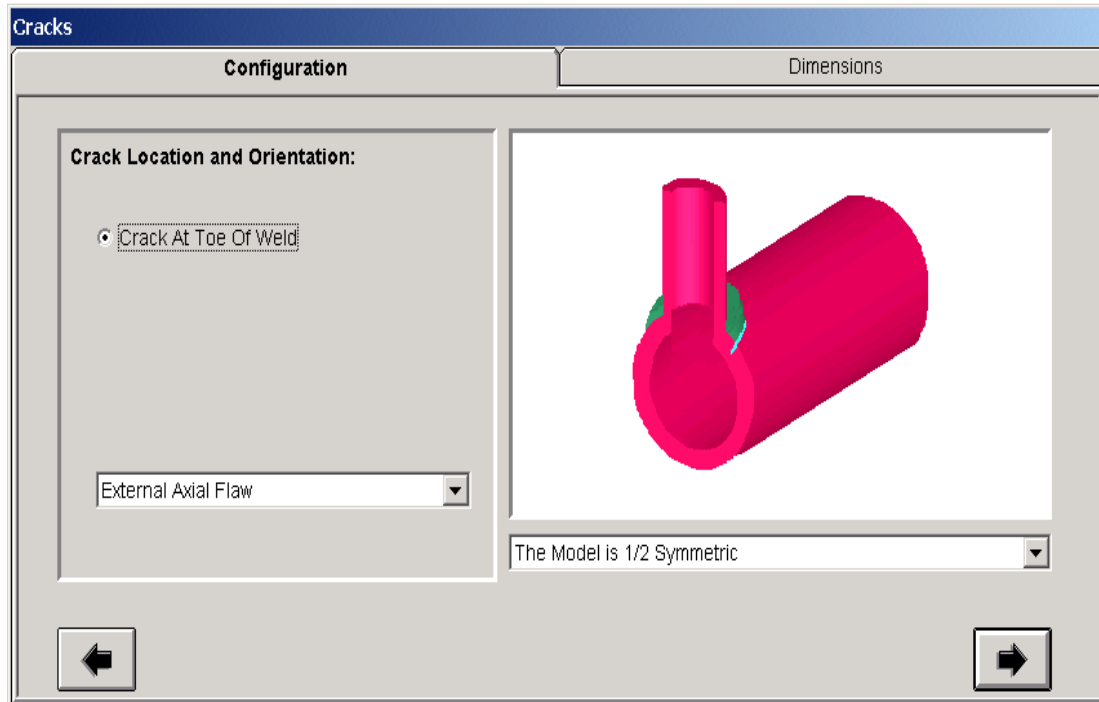 Cracks
Configuration
Dimensions
Crack Location and Orientation:
Crack At Toe Of Weld
External Axial Flaw
The Model is 1/2 Symmetric